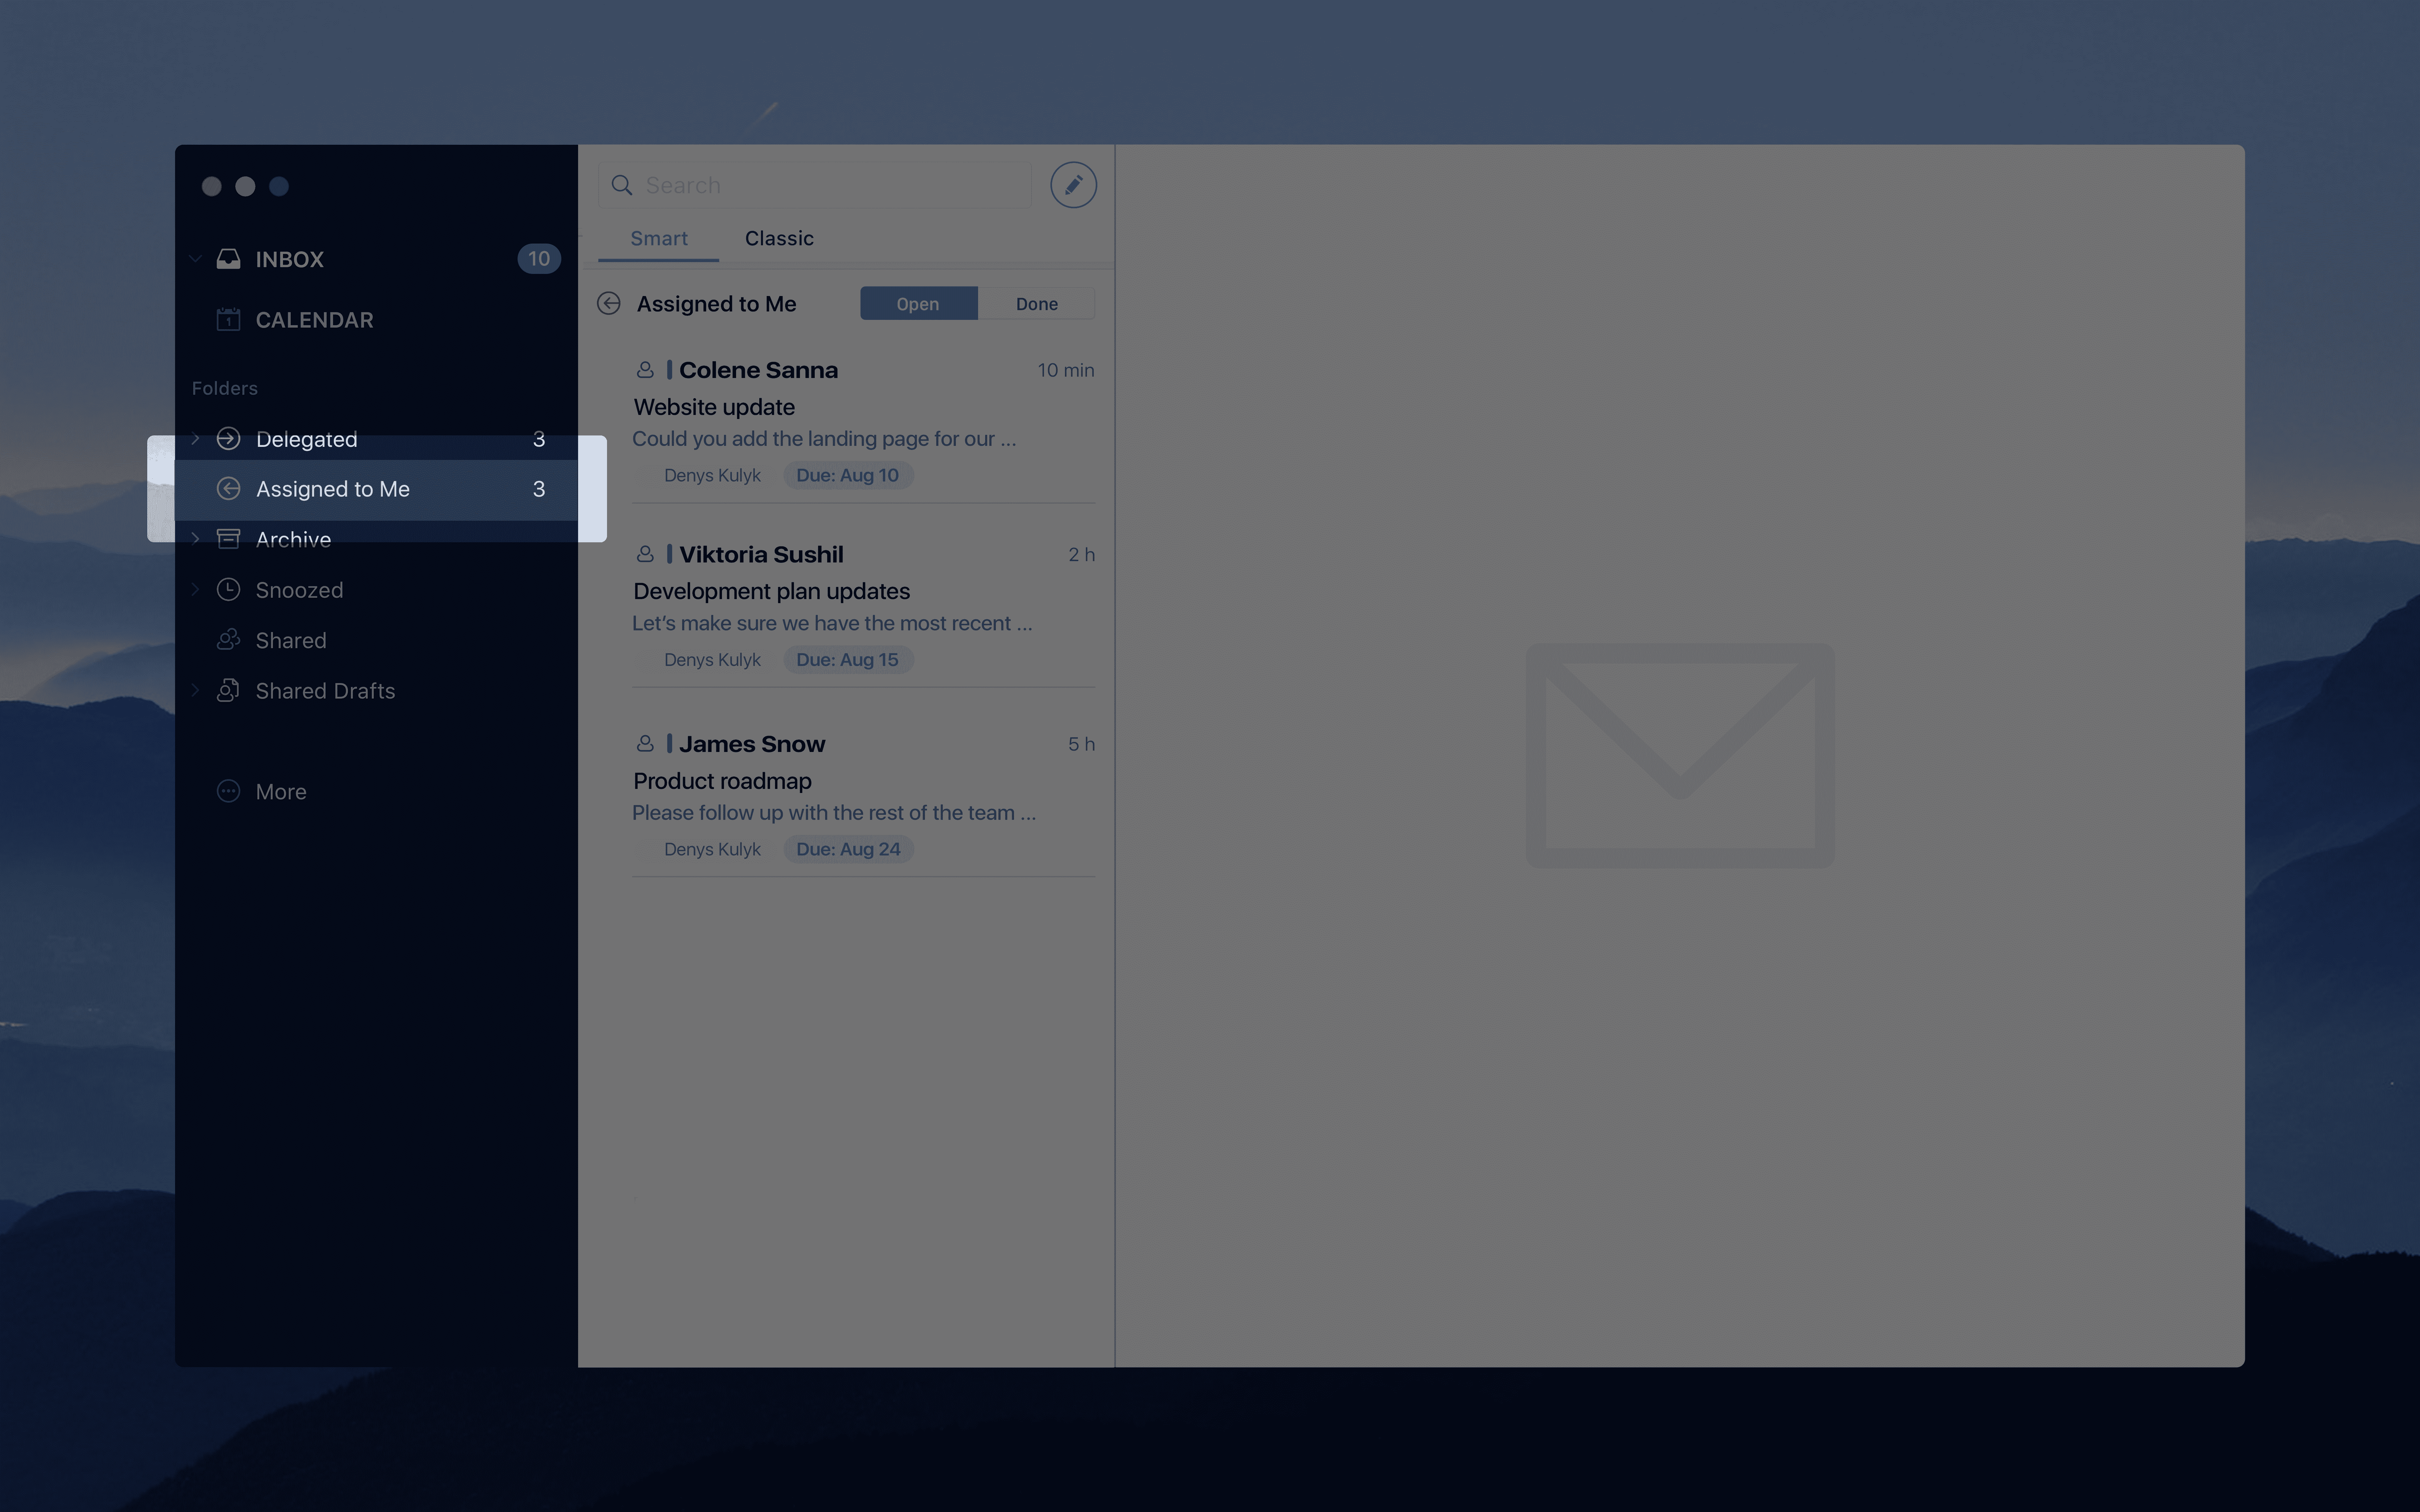 INBOX 10
1
CALENDAR
Folders
Delegated 3
Assigned to Me 3
Archive
Snoozed
Shared
Shared Drafts
More
Search
Smart Classic
Assigned to Me Open Done
Colene Sanna 10 min
Website update
Could you add the landing page for our ...
Denys Kulyk Due: Aug 10
Viktoria Sushil 2 h
Development plan updates
Let’s make sure we have the most recent ...
Denys Kulyk Due: Aug 15
James Snow 5 h
Product roadmap
Please follow up with the rest of the team ...
Denys Kulyk Due: Aug 24